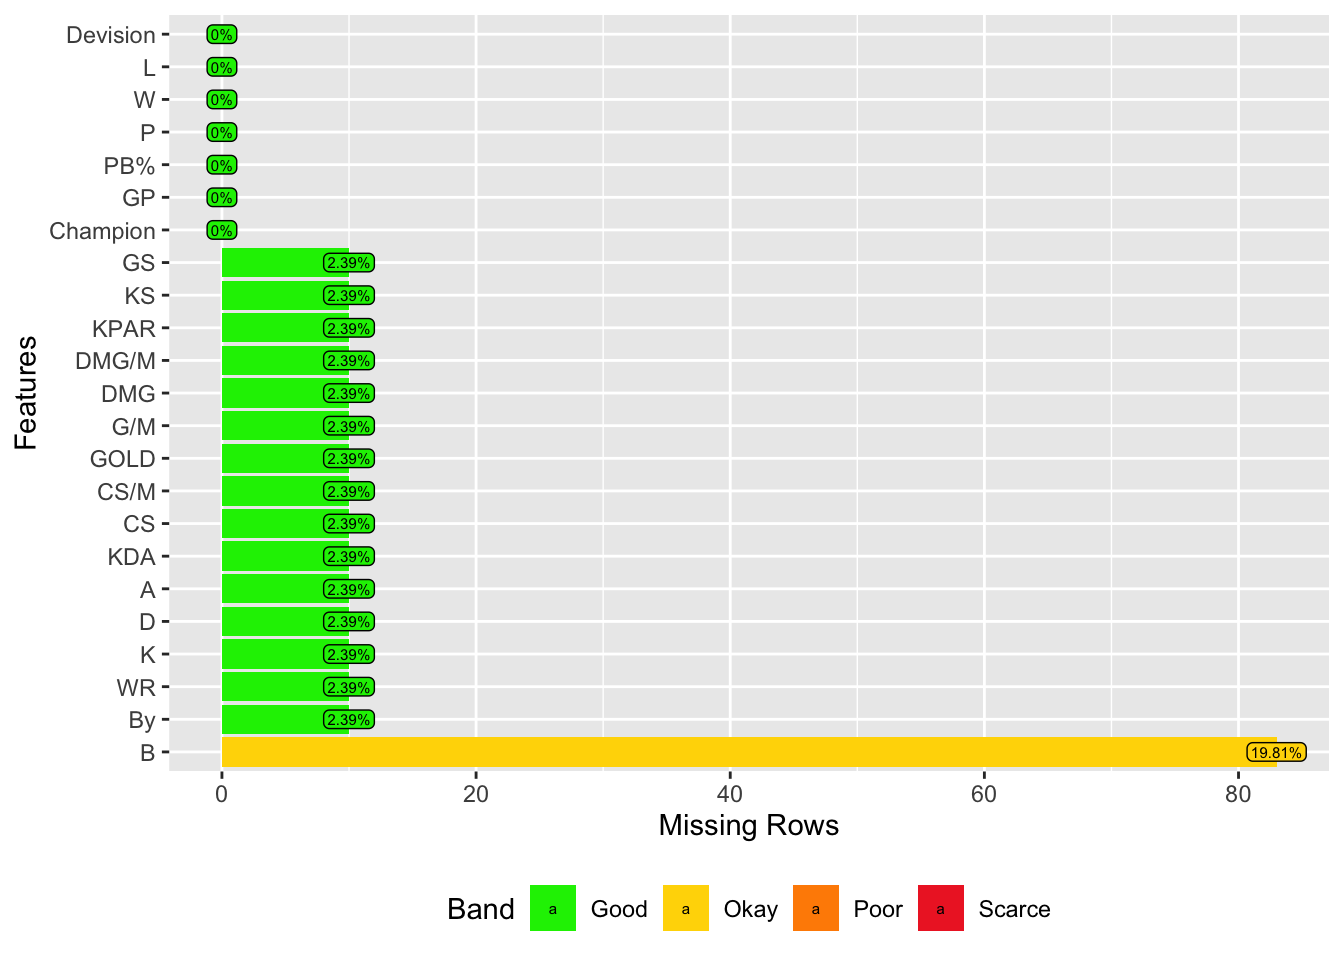 Devision 0%
L 0%
W 0%
P 0%
PB% 0%
GP 0%
Champion 0%
GS 2.39%
KS 2.39%
KPAR 2.39%
DMG/M 2.39%
DMG 2.39%
G/M 2.39%
GOLD 2.39%
CS/M 2.39%
CS 2.39%
KDA 2.39%
A 2.39%
D 2.39%
K 2.39%
WR 2.39%
By 2.39%
B 19.81%
Features
0 20 40 60 80
Missing Rows
Band a Good a Okay a Poor a Scarce